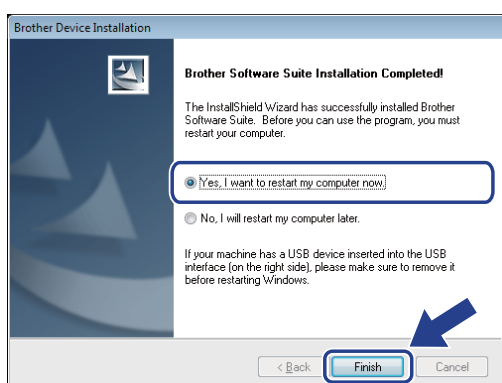 Brother Device Installation
Brother Software Suite Installation Completed!
The InstallShield Wizard has successfully installed Brother
Software Suite. Before you can use the program, you must
restart your computer.
Yes, I want to restart my computer now.
No, I will restart my computer later.
If your machine has a USB device inserted into the USB
interface (on the right side), please make sure to remove it
before restarting Windows.
< Back Finish Cancel